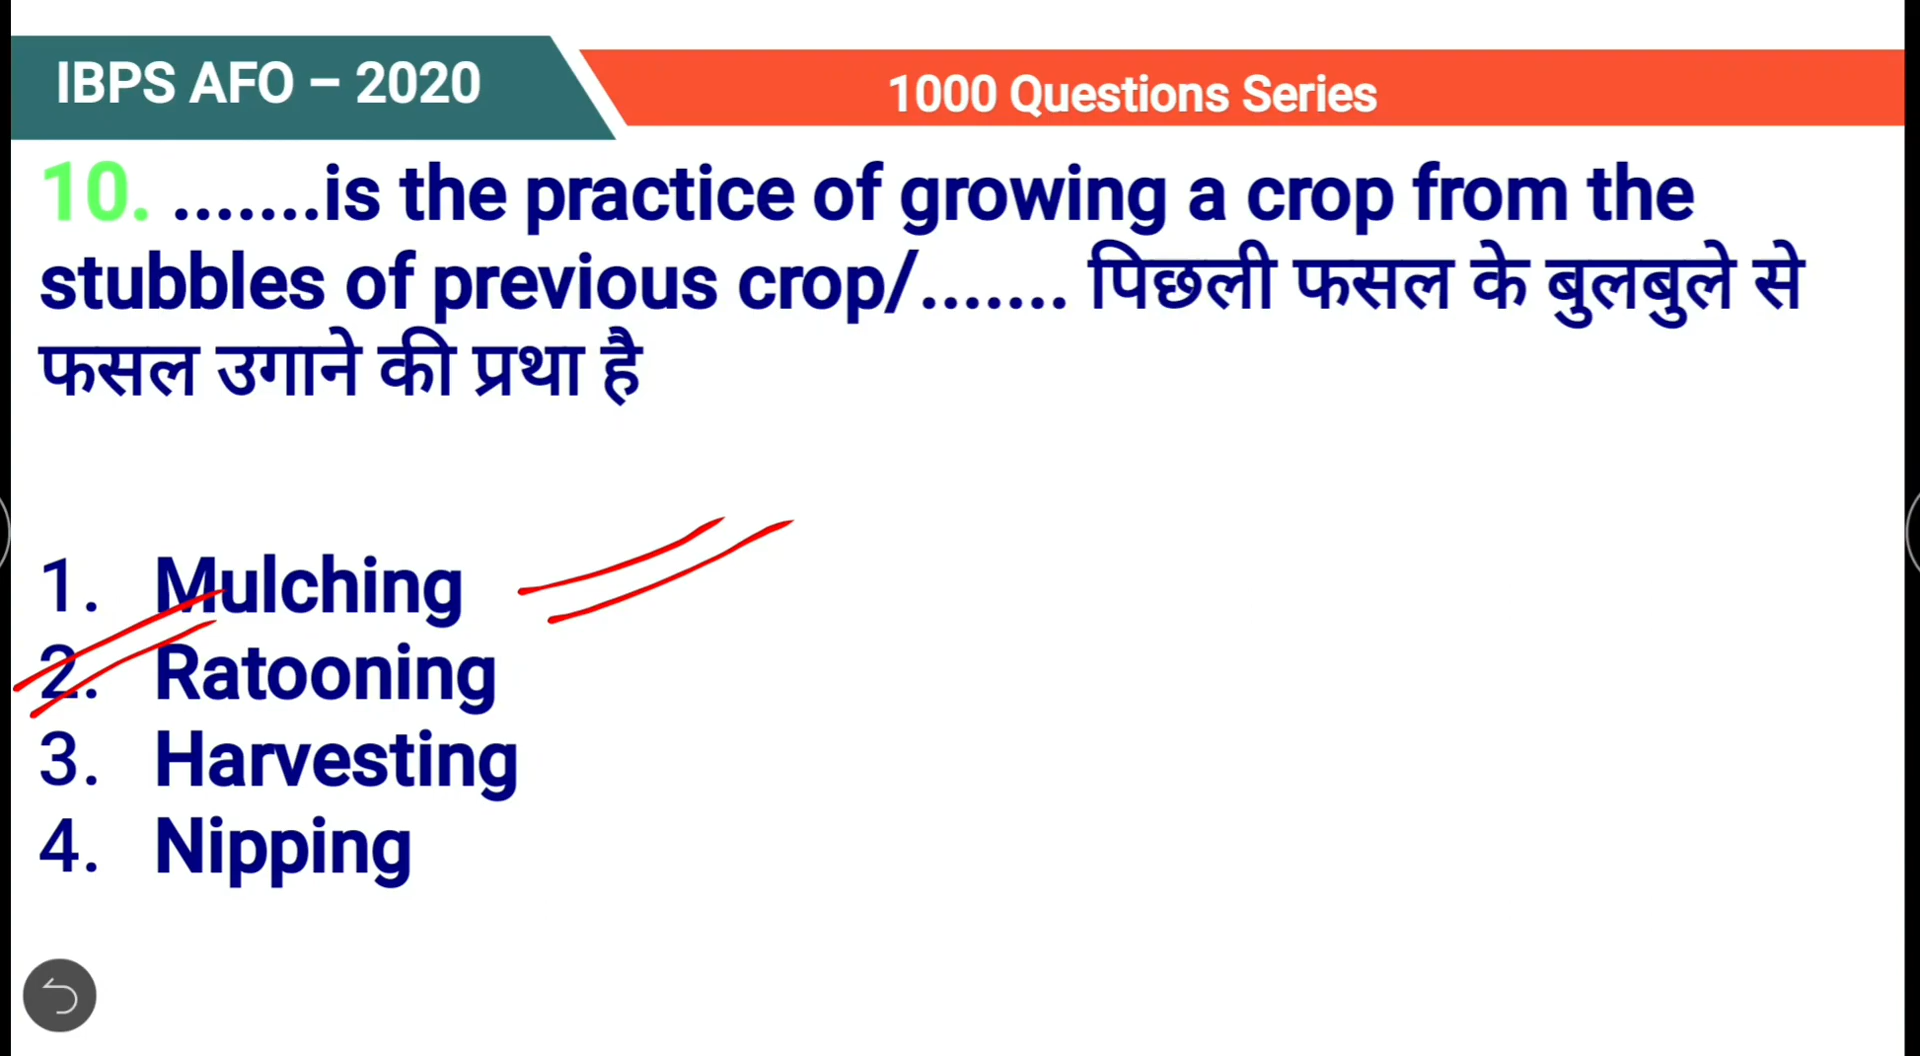 IBPS AFO – 2020
1000 Questions Series
10. .......is the practice of growing a crop from the
stubbles of previous crop/....... पिछली फसल के बुलबुले से
फसल उगाने की प्रथा है
1. Mulching
2. Ratooning
3. Harvesting
4. Nipping